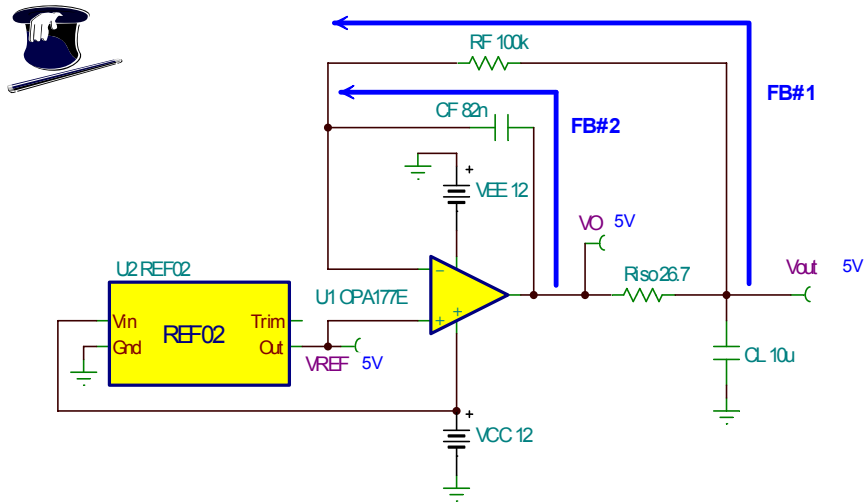 RF 100k
FB#1
CF 82n
FB#2
+
VEE 12
VO 5V
U2 REF02
Riso 26.7
Vout 5V
U1 OPA177E
−
Vin
Trim
REF02
+
+
Gnd
Out
VREF 5V
CL 10u
+
VCC 12